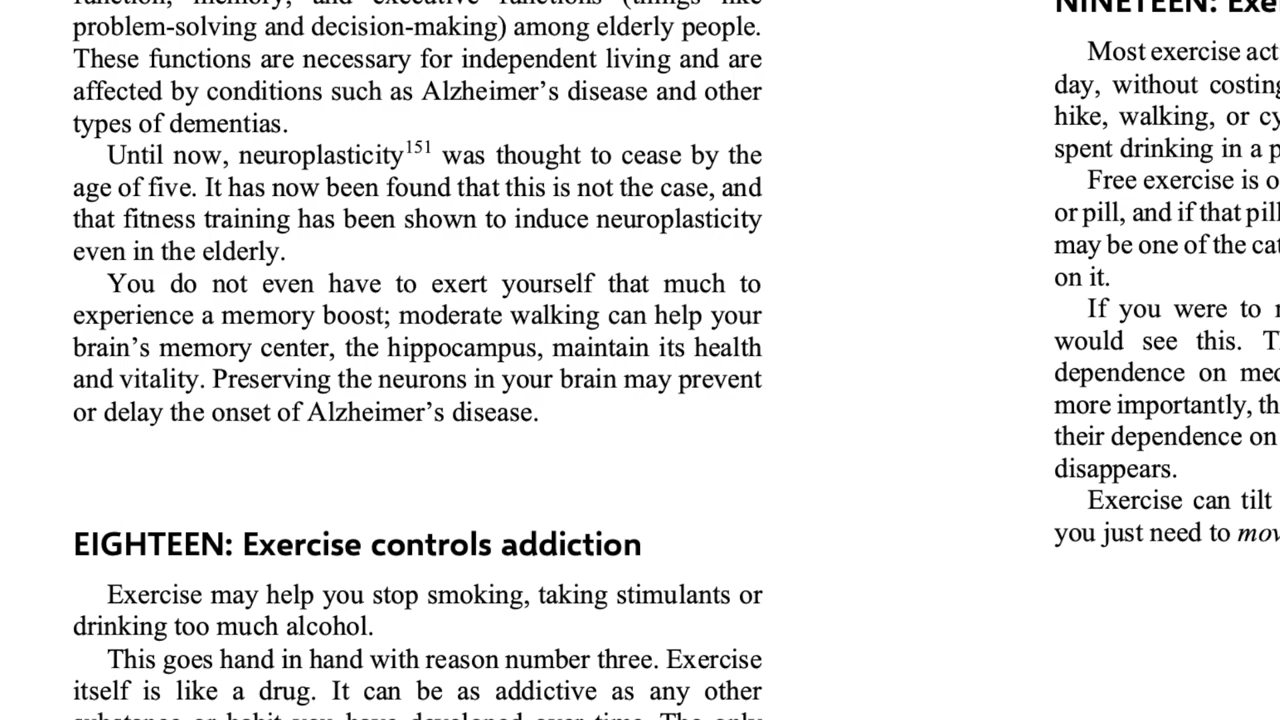 function, memory, and executive functions (things like
problem-solving and decision-making) among elderly people.
These functions are necessary for independent living and are
affected by conditions such as Alzheimer’s disease and other
types of dementias.
Until now, neuroplasticity151 was thought to cease by the
age of five. It has now been found that this is not the case, and
that fitness training has been shown to induce neuroplasticity
even in the elderly.
You do not even have to exert yourself that much to
experience a memory boost; moderate walking can help your
brain’s memory center, the hippocampus, maintain its health
and vitality. Preserving the neurons in your brain may prevent
or delay the onset of Alzheimer’s disease.
EIGHTEEN: Exercise controls addiction
Exercise may help you stop smoking, taking stimulants or
drinking too much alcohol.
This goes hand in hand with reason number three. Exercise
itself is like a drug. It can be as addictive as any other
substance or habit you have developed over time. The only
NINETEEN: Exe
Most exercise act
day, without costing
hike, walking, or cy
spent drinking in a p
Free exercise is o
or pill, and if that pill
may be one of the cat
on it.
If you were to
would see this. T
dependence on med
more importantly, th
their dependence on
disappears.
Exercise can tilt
you just need to mov